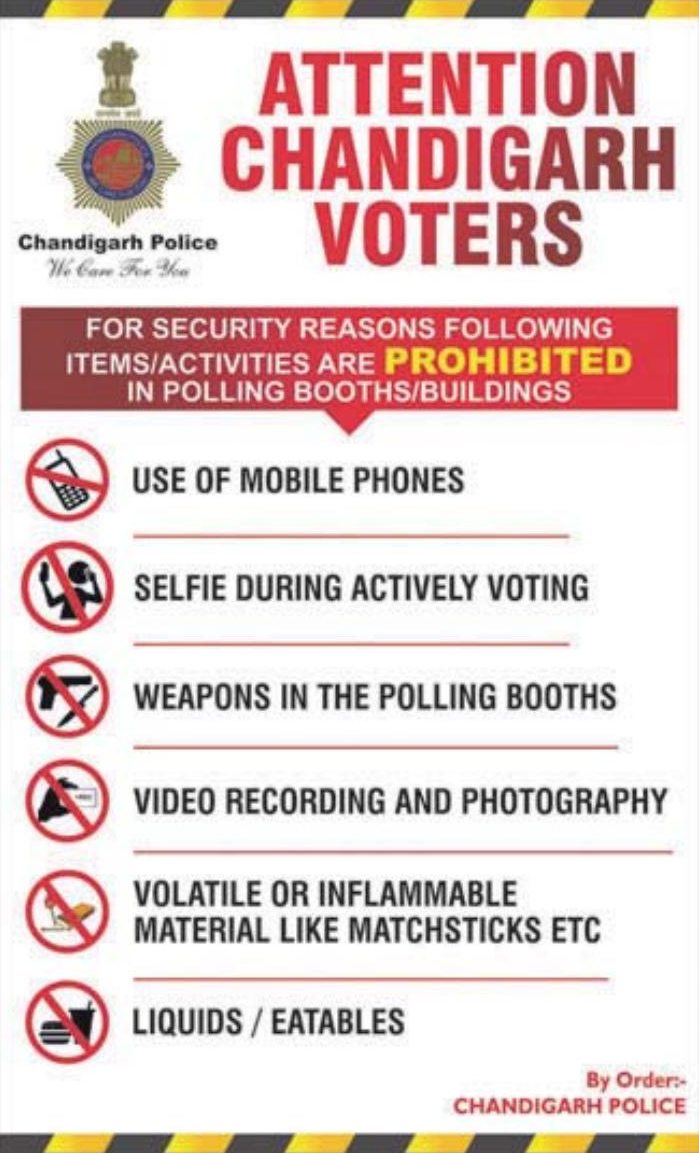 ATTENTION
CHANDIGARH
VOTERS
Chandigarh Police
We Care For You
FOR SECURITY REASONS FOLLOWING
ITEMS/ACTIVITIES ARE PROHIBITED
IN POLLING BOOTHS/BUILDINGS
USE OF MOBILE PHONES
SELFIE DURING ACTIVELY VOTING
WEAPONS IN THE POLLING BOOTHS
VIDEO RECORDING AND PHOTOGRAPHY
VOLATILE OR INFLAMMABLE
MATERIAL LIKE MATCHSTICKS ETC
LIQUIDS / EATABLES
By Order:-
CHANDIGARH POLICE